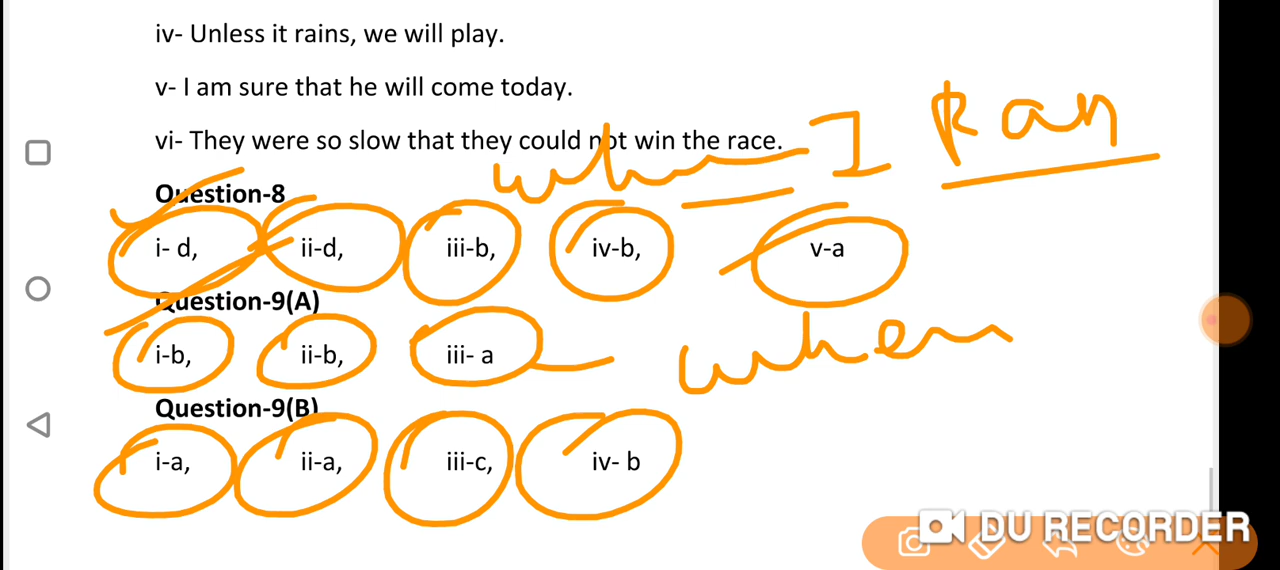 iv- Unless it rains, we will play.
v- I am sure that he will come today.
vi- They were so slow that they could not win the race.
when I Ran
Question-8
i- d, ii-d, iii-b, iv-b, v-a
Question-9(A)
i-b, ii-b, iii- a
when
Question-9(B)
i-a, ii-a, iii-c, iv- b
DU RECORDER